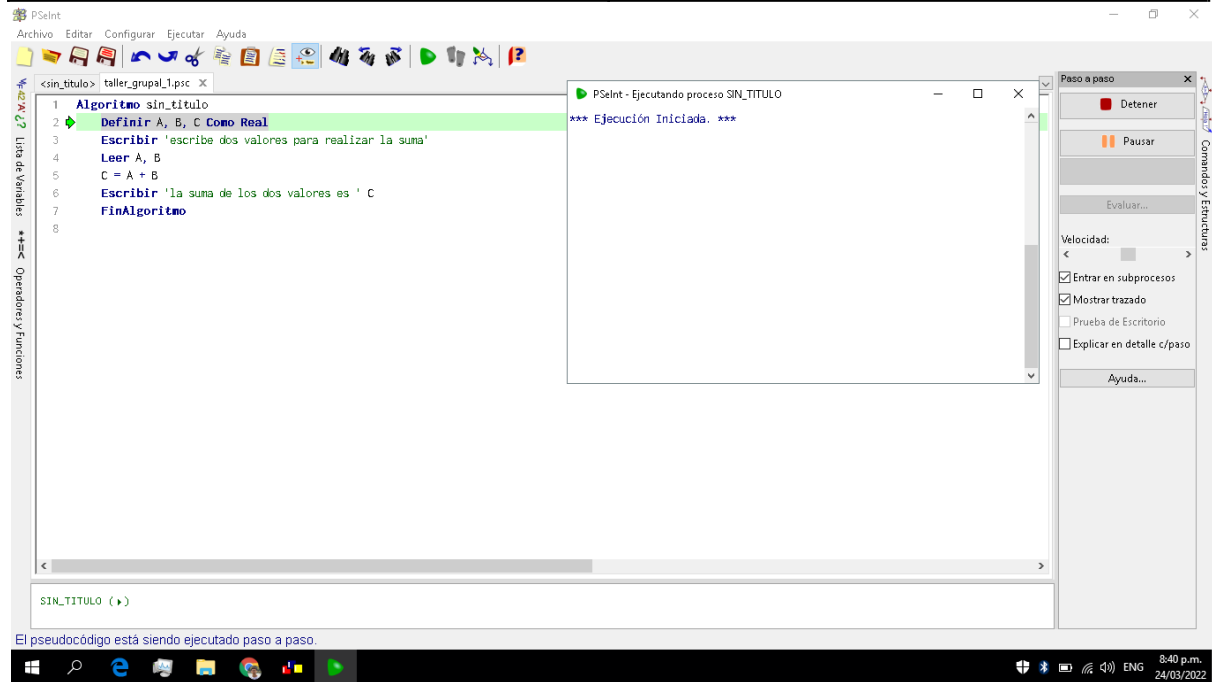 PSeInt
Archivo Editar Configurar Ejecutar Ayuda
<sin_titulo> taller_grupal_1.psc X
1 Algoritmo sin_titulo
2 Definir A, B, C Como Real
3 Escribir 'escribe dos valores para realizar la suma'
4 Leer A, B
5 C = A + B
6 Escribir 'la suma de los dos valores es ' C
7 FinAlgoritmo
8
PSeInt - Ejecutando proceso SIN_TITULO
*** Ejecución Iniciada. ***
Paso a paso
Detener
Pausar
Evaluar...
Velocidad:
Entrar en subprocesos
Mostrar trazado
Prueba de Escritorio
Explicar en detalle c/paso
Ayuda...
Lista de Variables
*+=< Operadores y Funciones
Comandos y Estructuras
SIN_TITULO (▸)
El pseudocódigo está siendo ejecutado paso a paso.
ENG
8:40 p.m.
24/03/2022